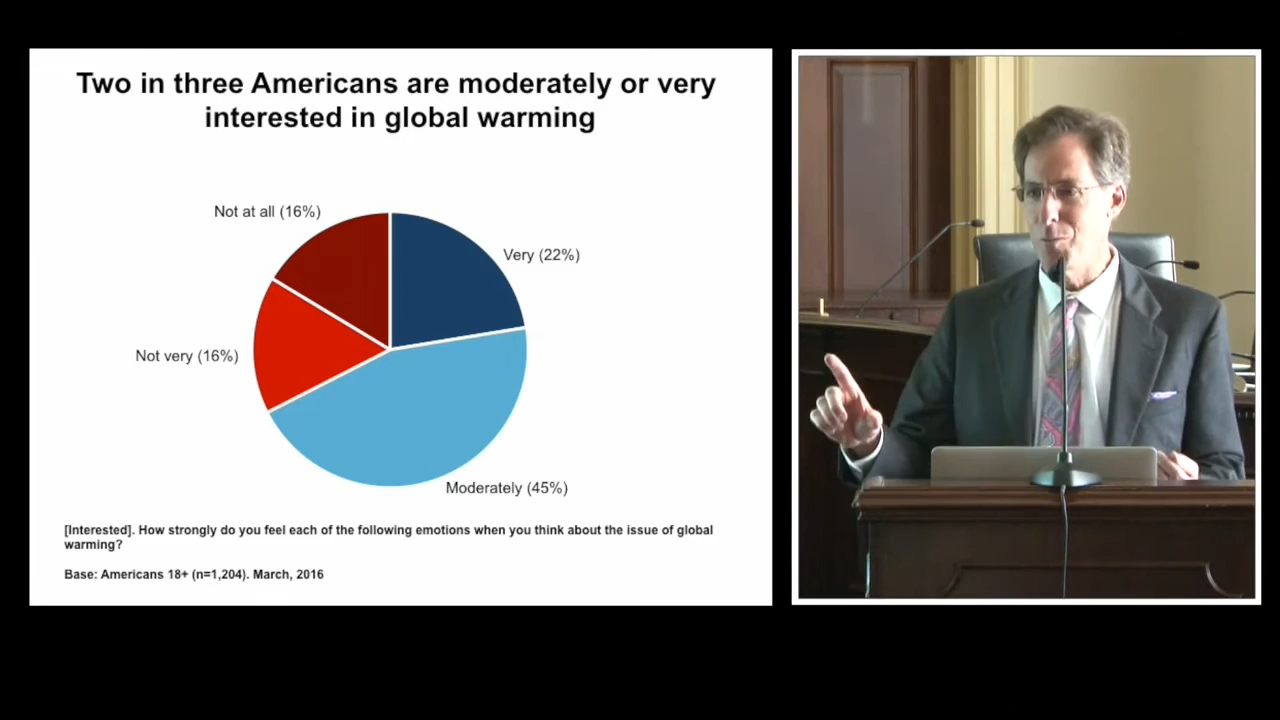 Two in three Americans are moderately or very
interested in global warming
Not at all (16%)
Very (22%)
Not very (16%)
Moderately (45%)
[Interested]. How strongly do you feel each of the following emotions when you think about the issue of global
warming?
Base: Americans 18+ (n=1,204). March, 2016